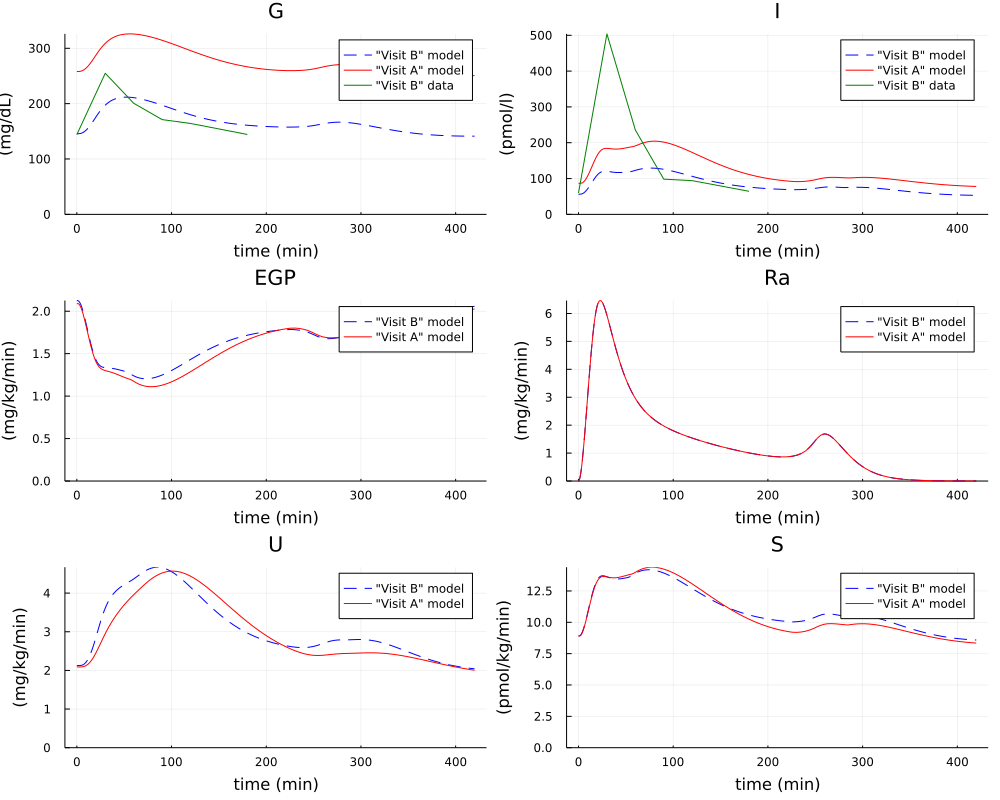 G
(mg/dL)
300
200
100
0
"Visit B" model
"Visit A" model
"Visit B" data
0 100 200 300 400
time (min)
I
(pmol/l)
500
400
300
200
100
0
"Visit B" model
"Visit A" model
"Visit B" data
0 100 200 300 400
time (min)
EGP
(mg/kg/min)
2.0
1.5
1.0
0.5
0.0
"Visit B" model
"Visit A" model
0 100 200 300 400
time (min)
Ra
(mg/kg/min)
6
5
4
3
2
1
0
"Visit B" model
"Visit A" model
0 100 200 300 400
time (min)
U
(mg/kg/min)
4
3
2
1
0
"Visit B" model
"Visit A" model
0 100 200 300 400
time (min)
S
(pmol/kg/min)
12.5
10.0
7.5
5.0
2.5
0.0
"Visit B" model
"Visit A" model
0 100 200 300 400
time (min)